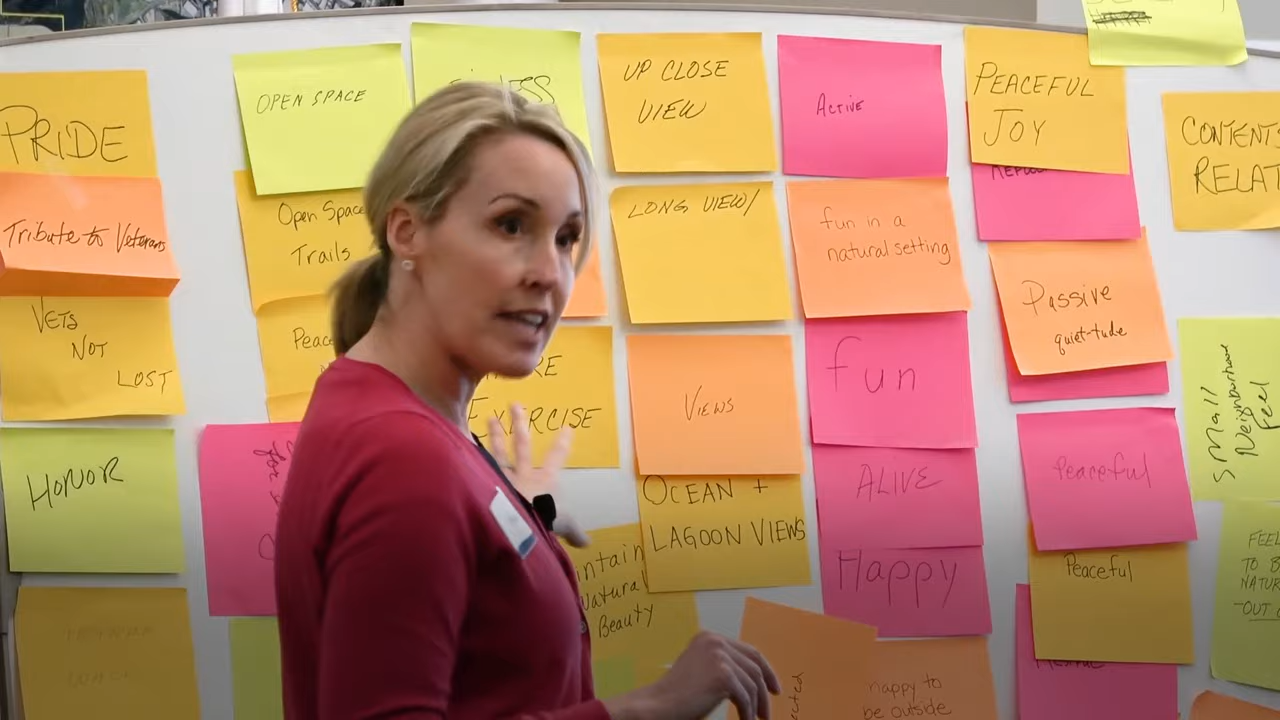 PRIDE
Tribute to Veterans
VETS
NOT
LOST
HONOR
OPEN SPACE
Open Space
Trails
EXERCISE
Natural
Beauty
UP CLOSE
VIEW
LONG VIEW/
VIEWS
OCEAN +
LAGOON VIEWS
Active
fun in a
natural setting
fun
ALIVE
Happy
happy to
be outside
PEACEFUL
JOY
Passive
quiet-tude
Peaceful
Peaceful
Small
Neighborhood
feel
FEEL
TO